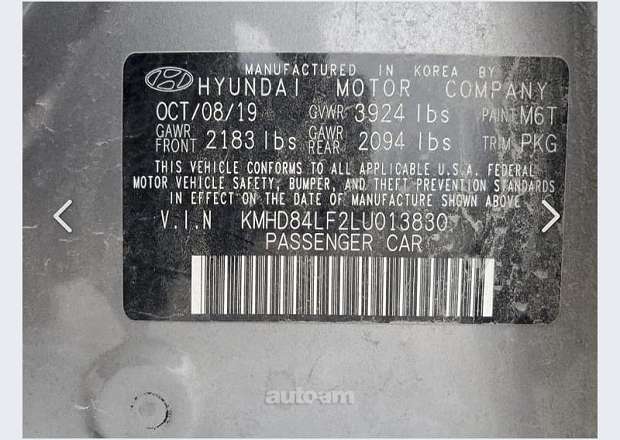 MANUFACTURED IN KOREA BY
HYUNDAI MOTOR COMPANY
OCT/08/19 GVWR 3924 lbs PAINT M6T
GAWR FRONT 2183 lbs GAWR REAR 2094 lbs TRIM PKG
THIS VEHICLE CONFORMS TO ALL APPLICABLE U.S.A. FEDERAL
MOTOR VEHICLE SAFETY, BUMPER, AND THEFT PREVENTION STANDARDS
IN EFFECT ON THE DATE OF MANUFACTURE SHOWN ABOVE.
V.I.N KMHD84LF2LU013830
PASSENGER CAR
autoam